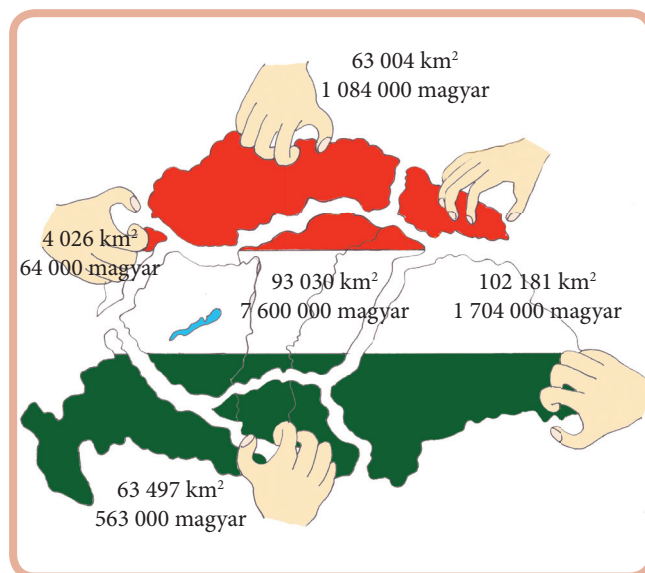 63 004 km²
1 084 000 magyar
4 026 km²
64 000 magyar
93 030 km²
7 600 000 magyar
102 181 km²
1 704 000 magyar
63 497 km²
563 000 magyar